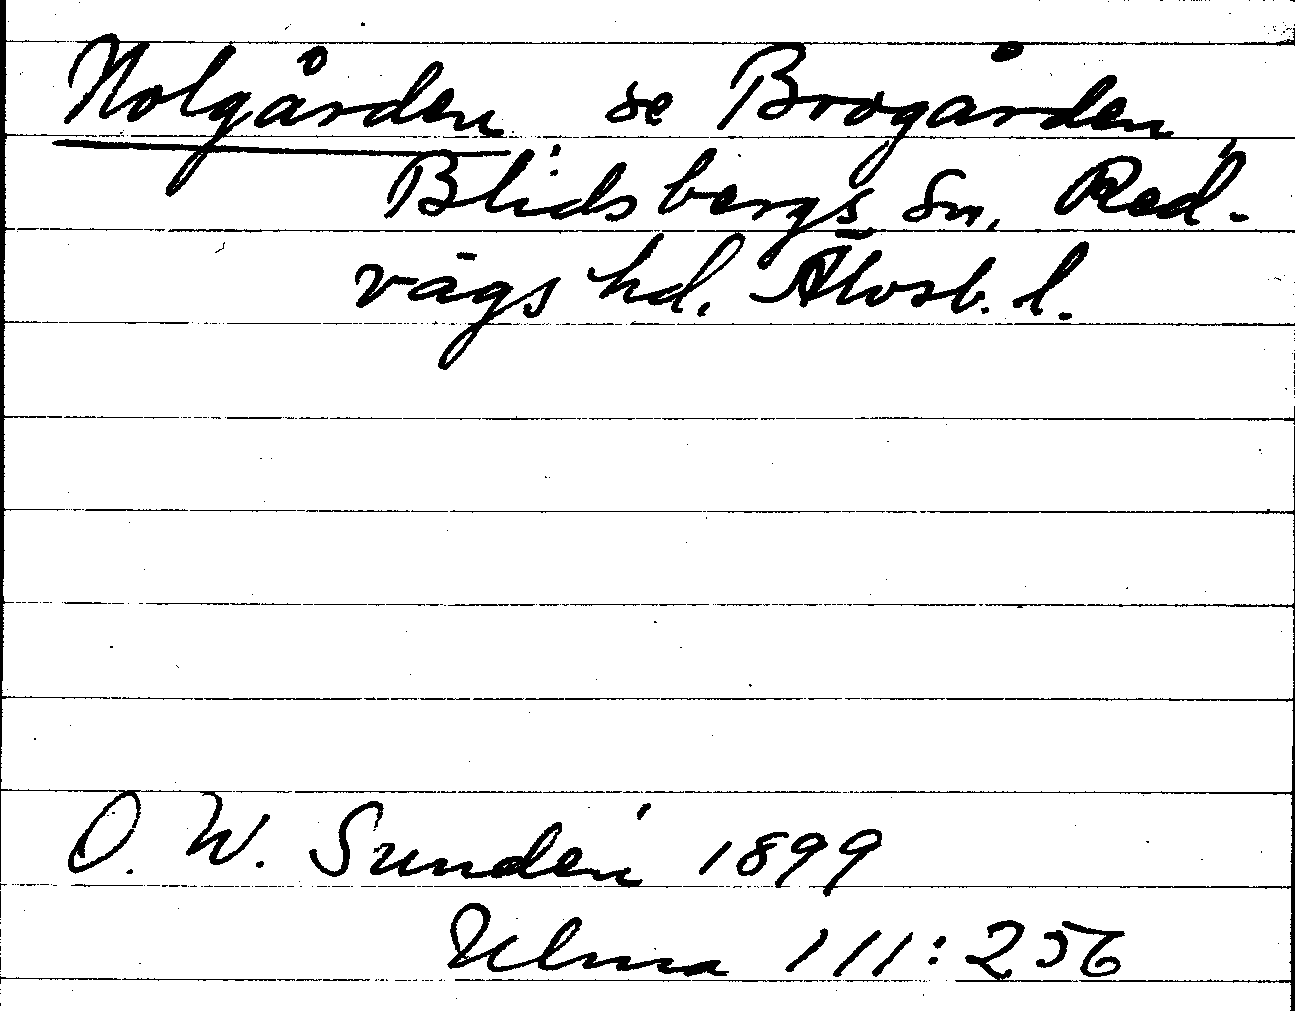 Nolgården se Brogården,
Blidsbergs sn, Red-
vägs hd. Älvsb. l.
D. W. Sundén 1899
Ulma 111:256